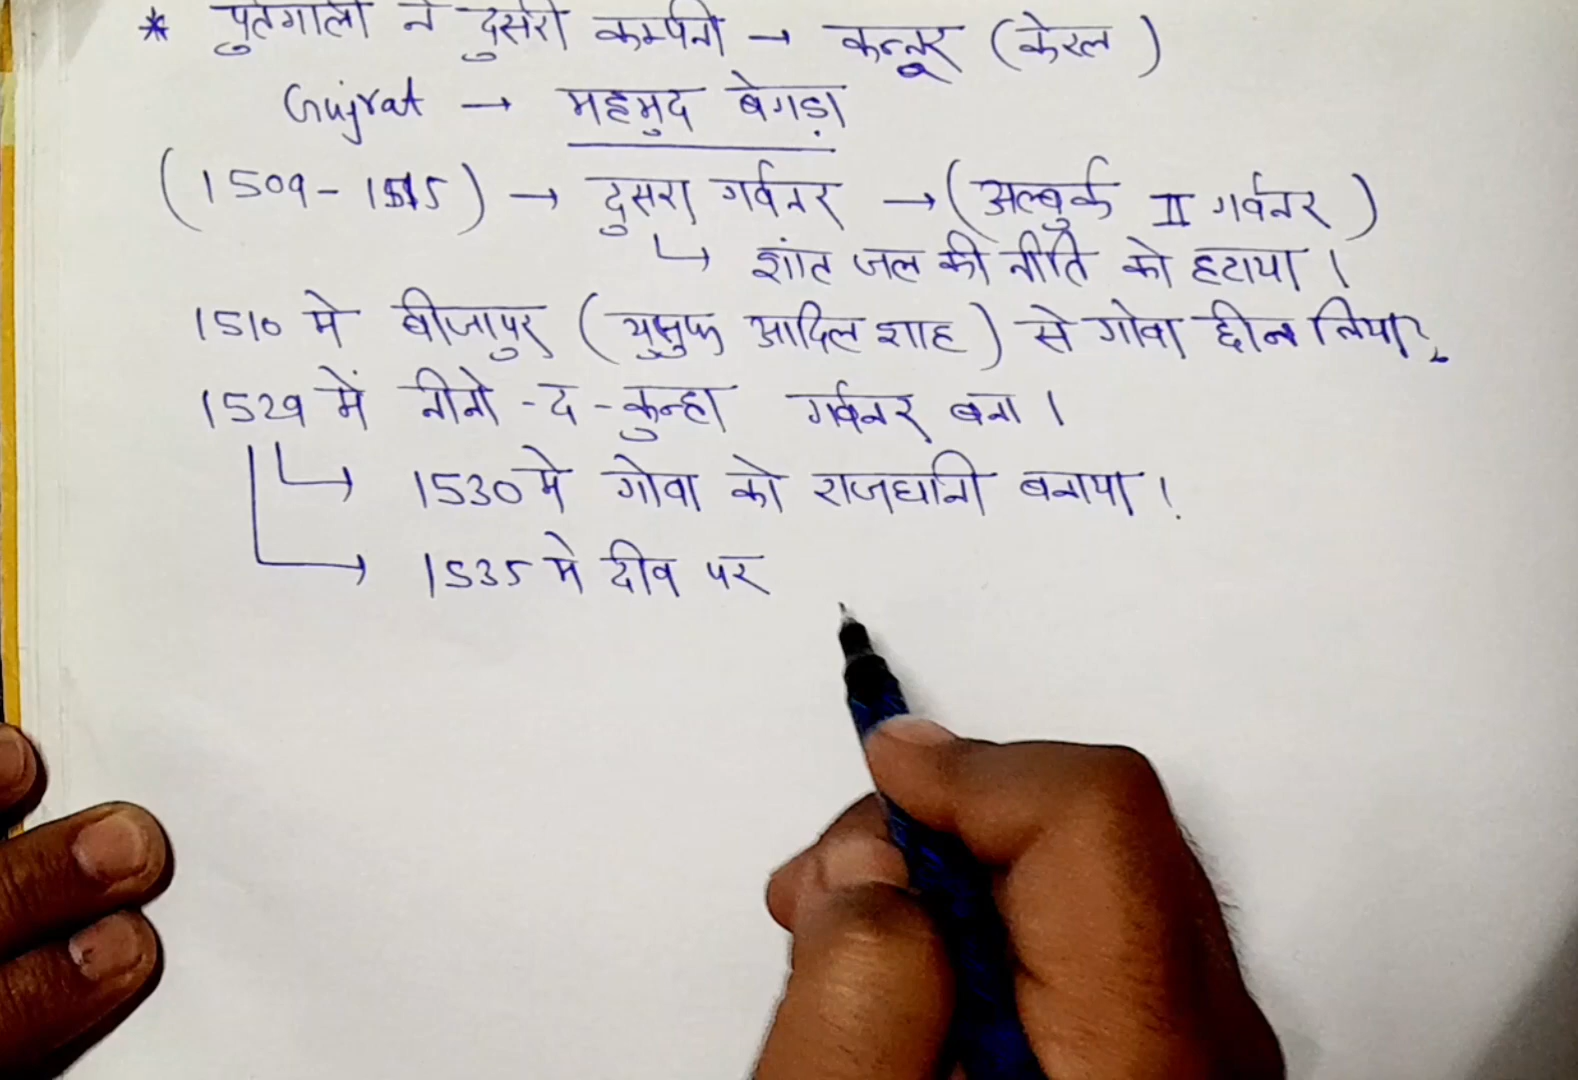 * पुर्तगाली ने दुसरी कम्पनी → कन्नूर (केरल)
Gujrat → महमुद बेगड़ा
(1509-1515) → दुसरा गर्वनर → (अल्बुर्क II गर्वनर)
↳ शांत जल की नीति को हटाया।
1510 मे बीजापुर (युसुफ आदिल शाह) से गोवा छीन लिया,
1529 में नीनो-द-कुन्हा गर्वनर बना।
↳ 1530 मे गोवा को राजधानी बनाया।
↳ 1535 मे दीव पर